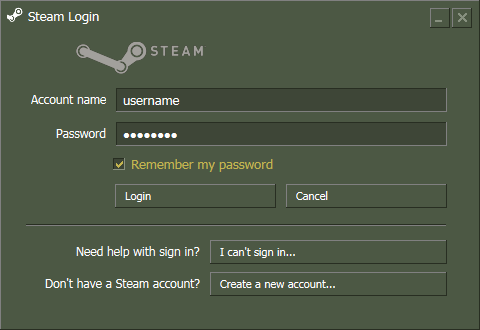 Steam Login
STEAM
Account name username
Password ••••••••
Remember my password
Login Cancel
Need help with sign in? I can't sign in...
Don't have a Steam account? Create a new account...